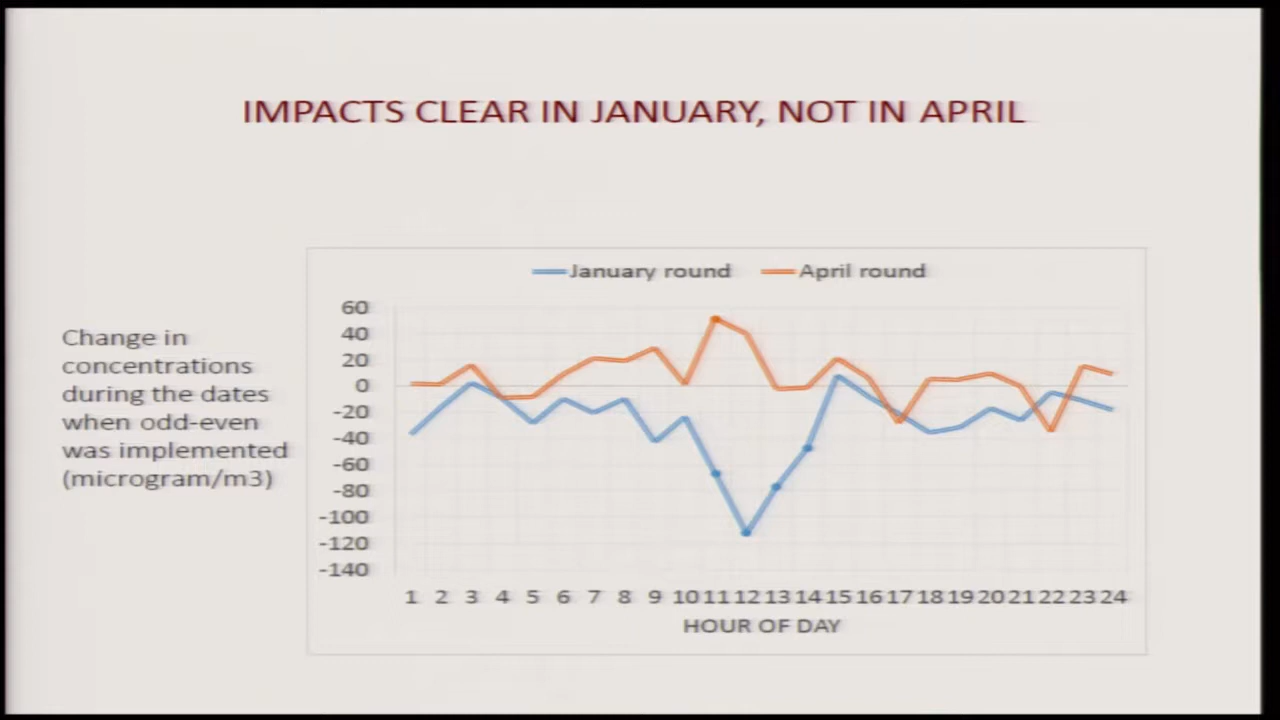 IMPACTS CLEAR IN JANUARY, NOT IN APRIL
January round
April round
Change in
concentrations
during the dates
when odd-even
was implemented
(microgram/m3)
60
40
20
0
-20
-40
-60
-80
-100
-120
-140
1 2 3 4 5 6 7 8 9 10 11 12 13 14 15 16 17 18 19 20 21 22 23 24
HOUR OF DAY